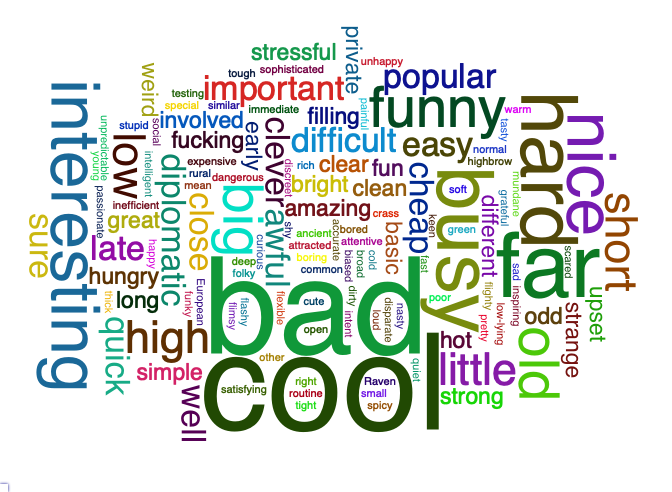 private
stressful
unhappy
tough
sophisticated
popular
weird
testing
important
special
similar
immediate
painful
funny
warm
interesting
unpredictable
stupid
social
involved
fucking
early
clever
filling
difficult
easy
tasty
normal
highbrow
hard
nice
young
low
intelligent
diplomatic
expensive
rural
mean
dangerous
discreet
rich
clear
fun
cheap
soft
mundane
grateful
passionate
inefficient
close
big
awful
bright
clean
busy
different
short
sure
great
late
happy
curious
shy
amazing
crass
keen
green
far
ancient
accurate
bored
basic
attracted
attentive
boring
biased
broad
cold
common
fast
scared
hungry
deep
folky
bad
sad
inspiring
flighty
thick
long
funky
European
flimsy
flashy
flexible
cute
dirty
intent
disparate
nasty
loud
open
poor
low-lying
pretty
odd
strange
upset
quick
high
hot
old
other
simple
cool
quiet
little
well
satisfying
right
routine
tight
Raven
small
spicy
strong